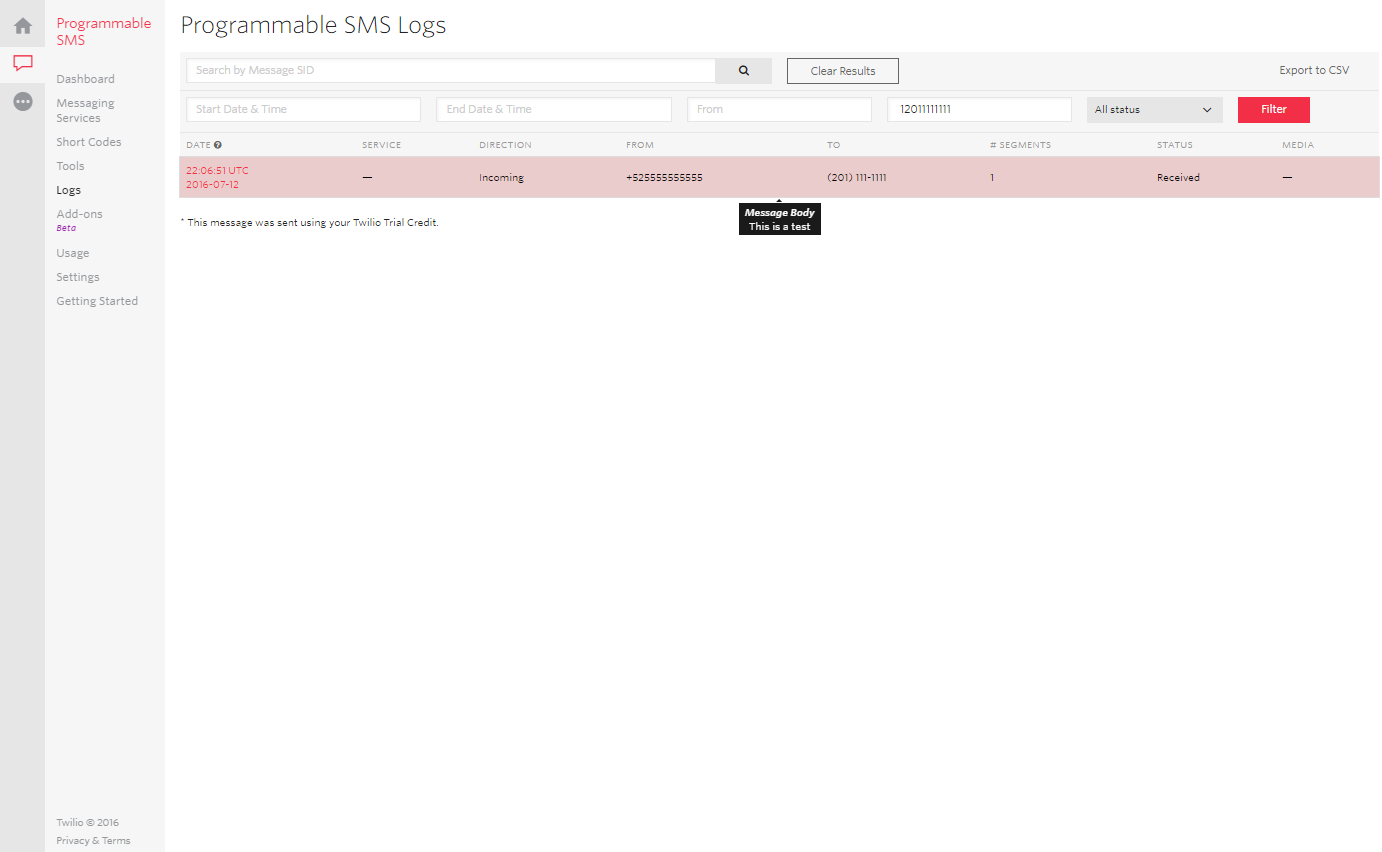 Programmable
SMS
Dashboard
Messaging
Services
Short Codes
Tools
Logs
Add-ons
Beta
Usage
Settings
Getting Started
Twilio © 2016
Privacy & Terms
Programmable SMS Logs
Search by Message SID
Clear Results
Export to CSV
Start Date & Time End Date & Time From 12011111111 All status Filter
DATE SERVICE DIRECTION FROM TO # SEGMENTS STATUS MEDIA
22:06:51 UTC
2016-07-12
— Incoming +525555555555 (201) 111-1111 1 Received —
Message Body
This is a test
* This message was sent using your Twilio Trial Credit.